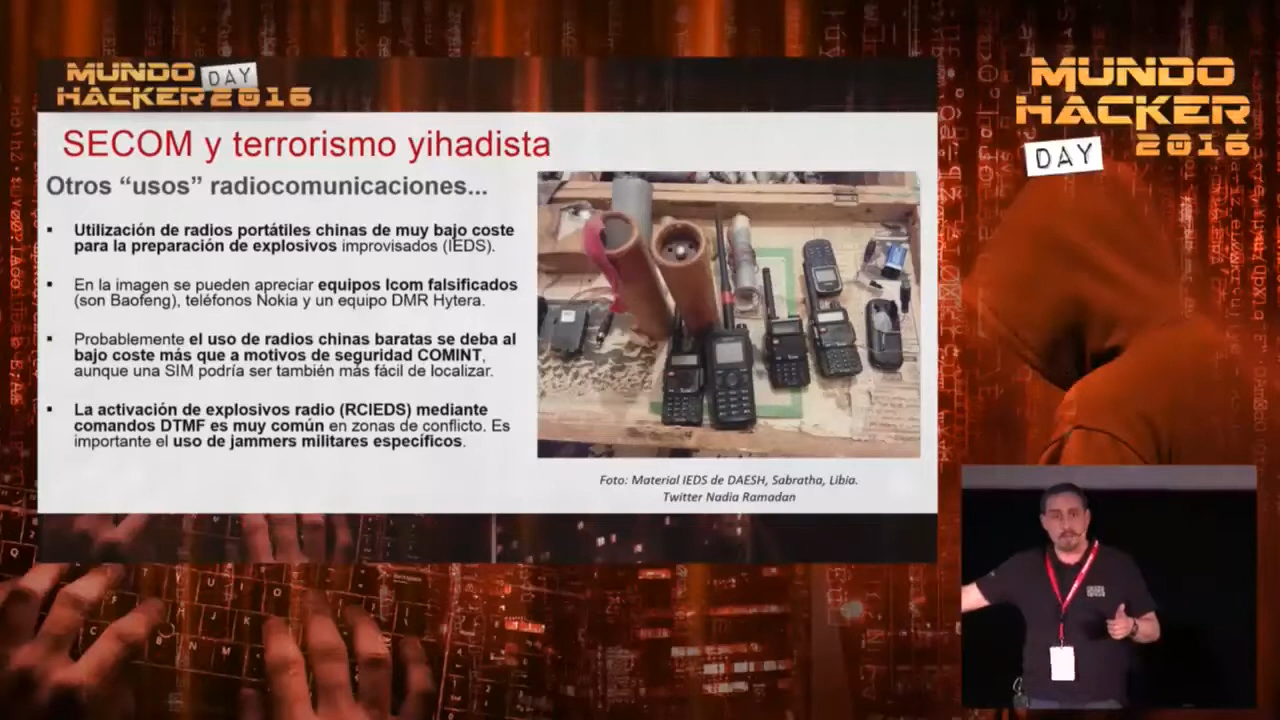 MUNDO DAY
HACKER 2016
MUNDO
HACKER
2016
DAY
SECOM y terrorismo yihadista
Otros “usos” radiocomunicaciones...
▪ Utilización de radios portátiles chinas de muy bajo coste
para la preparación de explosivos improvisados (IEDS).
▪ En la imagen se pueden apreciar equipos Icom falsificados
(son Baofeng), teléfonos Nokia y un equipo DMR Hytera.
▪ Probablemente el uso de radios chinas baratas se deba al
bajo coste más que a motivos de seguridad COMINT,
aunque una SIM podría ser también más fácil de localizar.
▪ La activación de explosivos radio (RCIEDS) mediante
comandos DTMF es muy común en zonas de conflicto. Es
importante el uso de jammers militares específicos.
Foto: Material IEDS de DAESH, Sabratha, Libia.
Twitter Nadia Ramadan